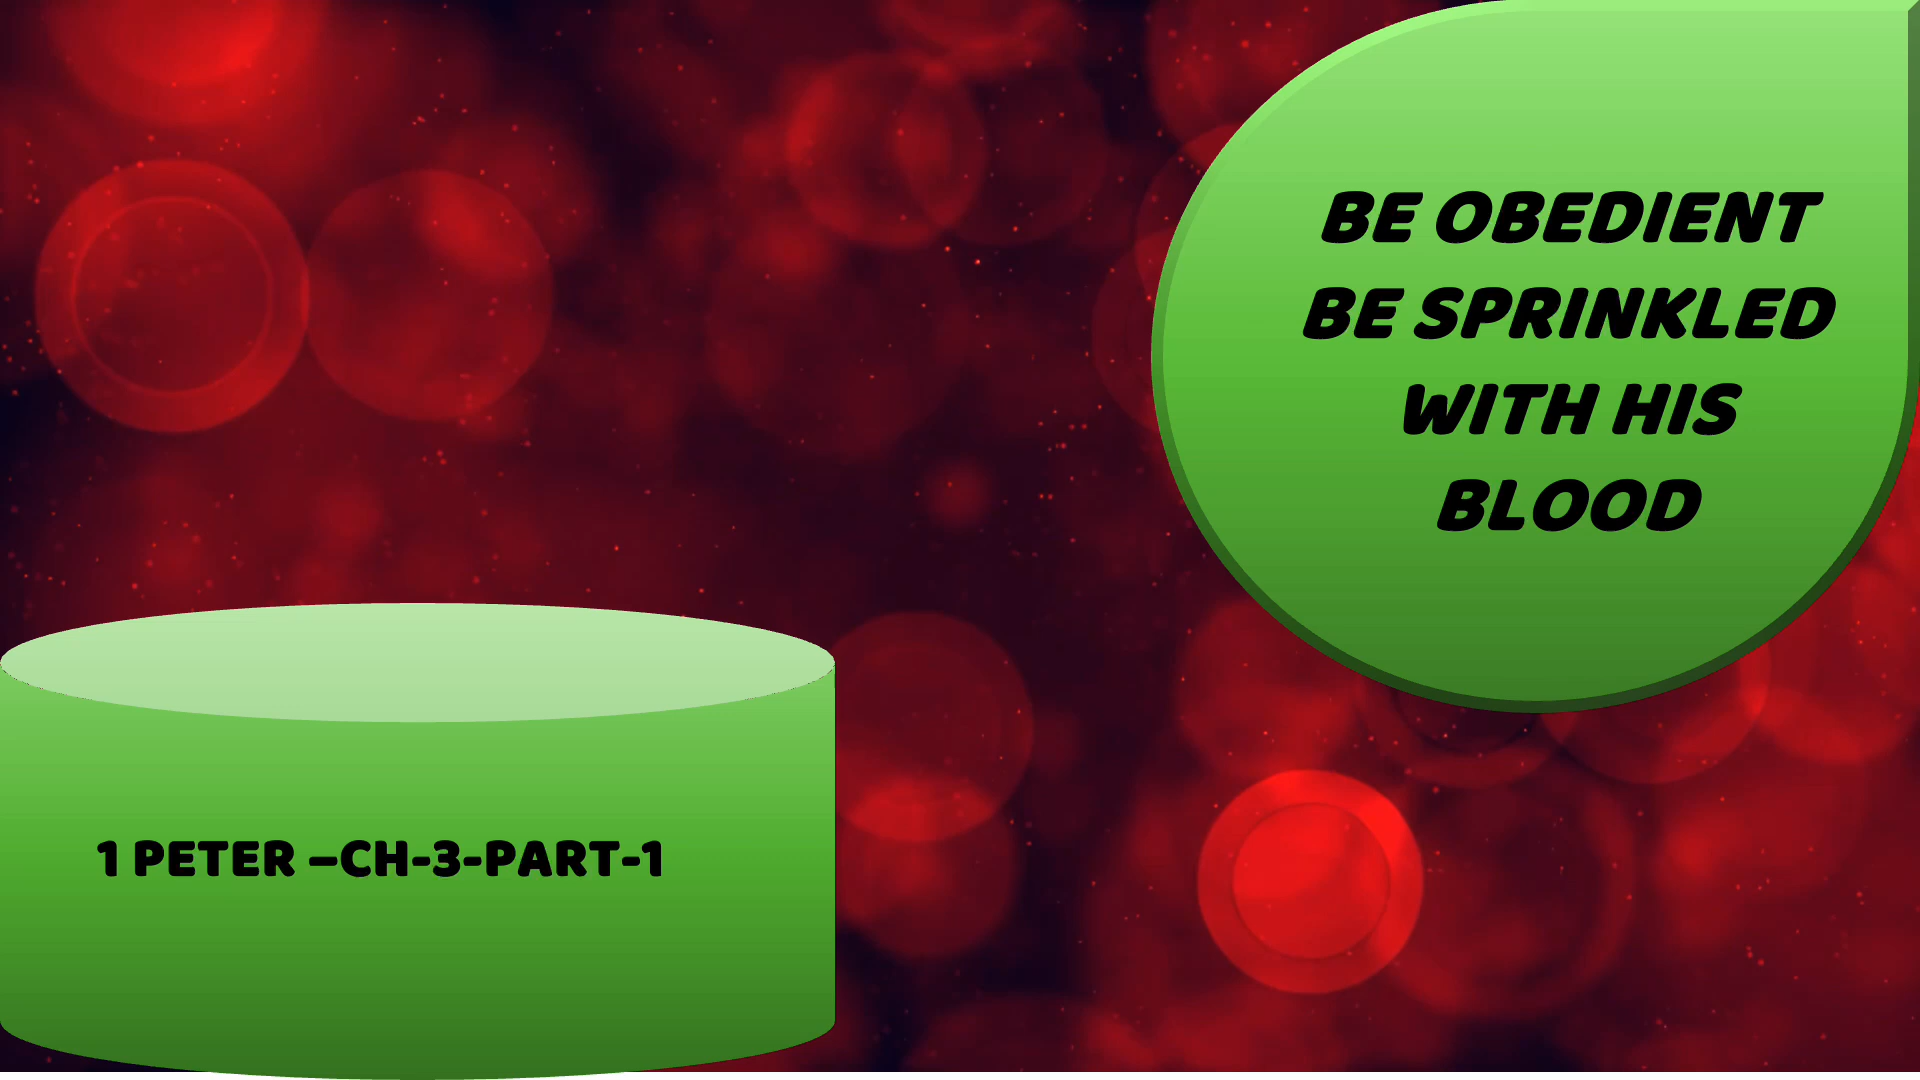 BE OBEDIENT
BE SPRINKLED
WITH HIS
BLOOD
1 PETER –CH-3-PART-1